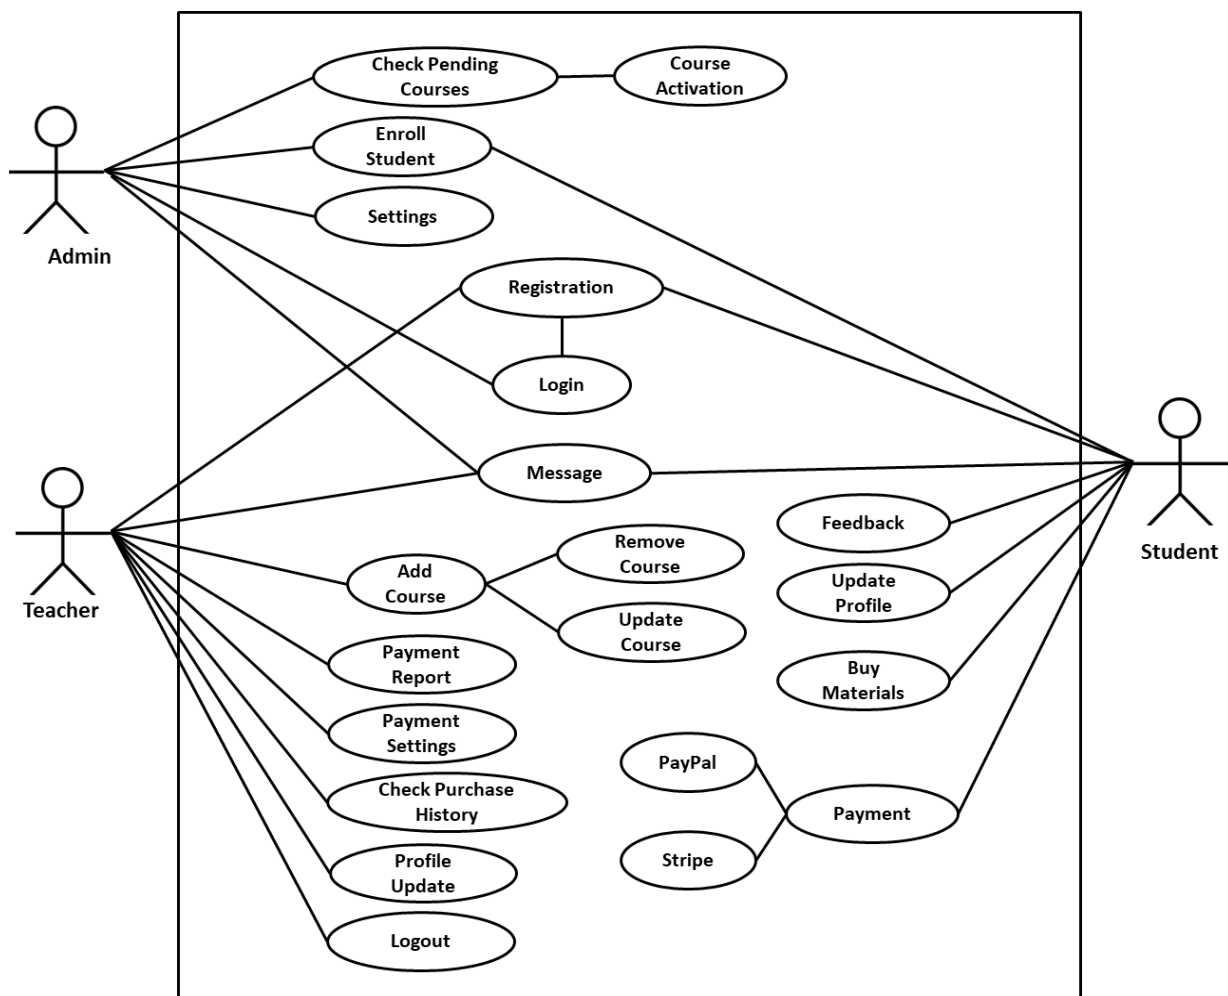 Check Pending
Courses
Course
Activation
Enroll
Student
Settings
Admin
Registration
Login
Message
Feedback
Student
Teacher
Add
Course
Remove
Course
Update
Course
Update
Profile
Payment
Report
Buy
Materials
Payment
Settings
PayPal
Check Purchase
History
Payment
Stripe
Profile
Update
Logout